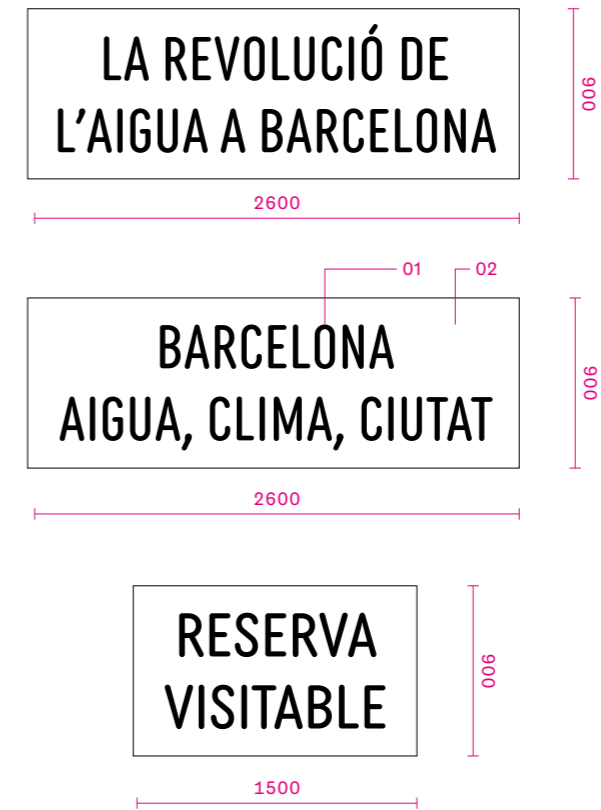 LA REVOLUCIÓ DE
L'AIGUA A BARCELONA
900
2600
01
02
BARCELONA
AIGUA, CLIMA, CIUTAT
900
2600
RESERVA
VISITABLE
900
1500